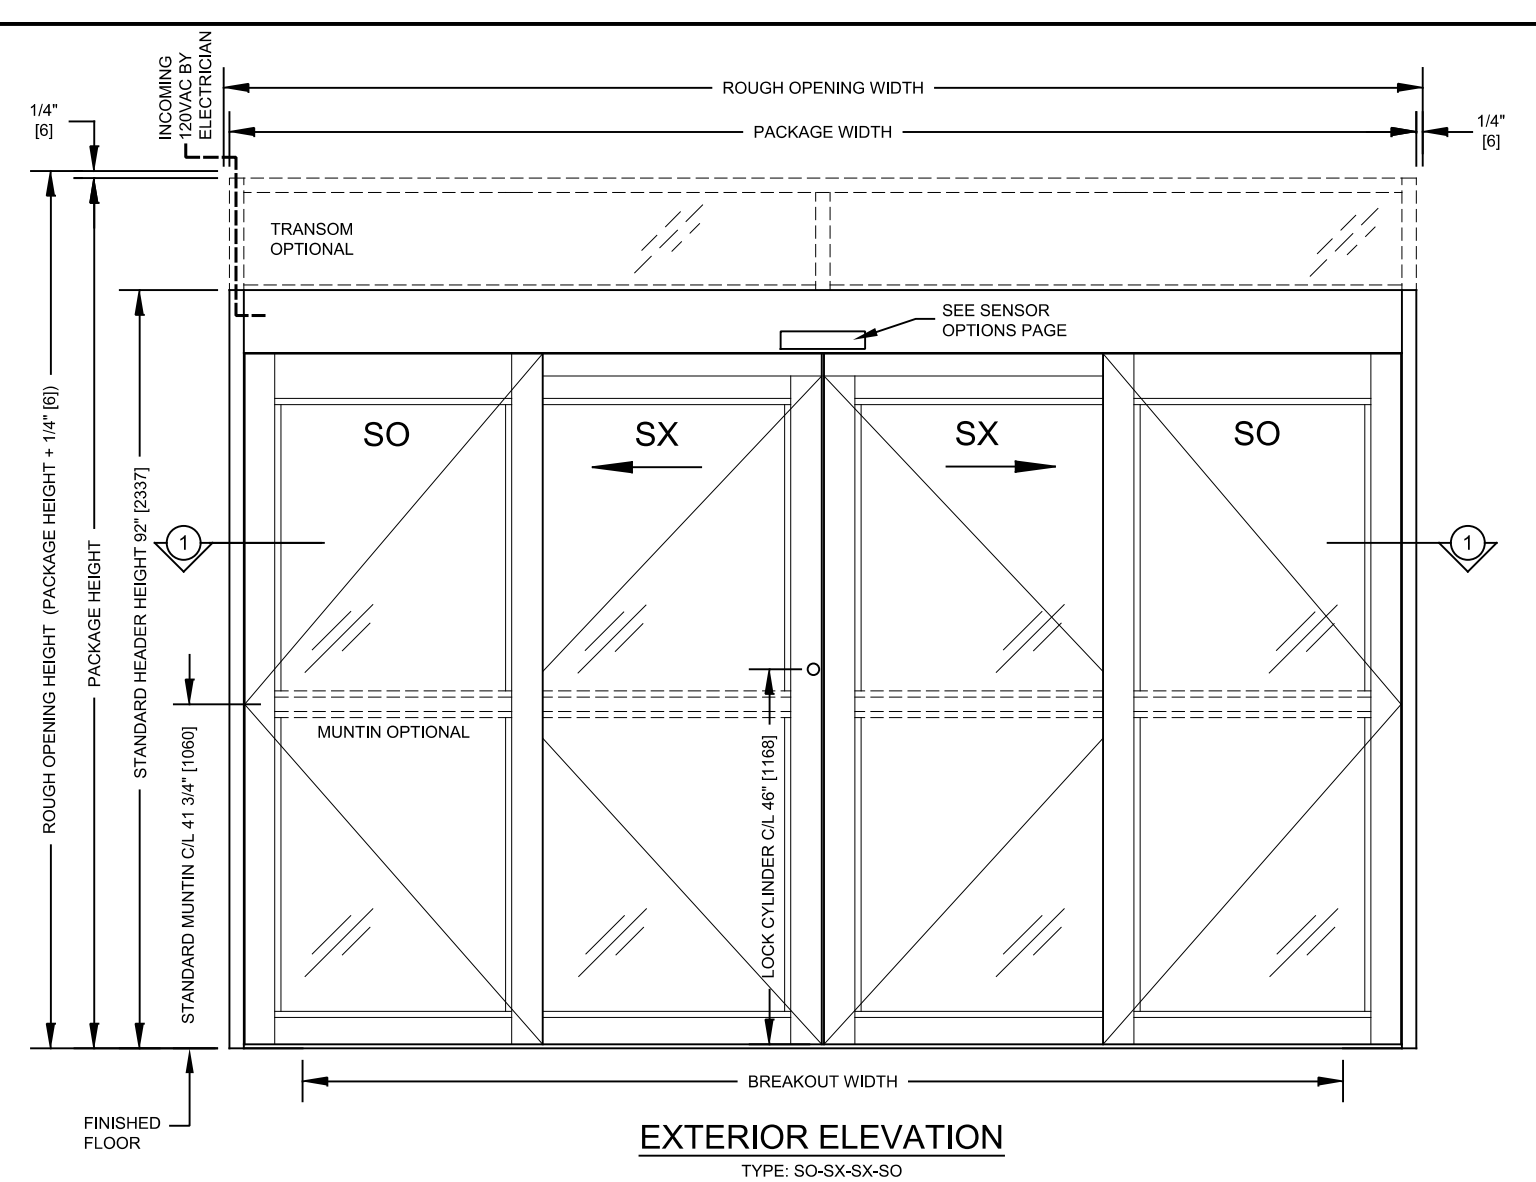 INCOMING
120VAC BY
ELECTRICIAN
ROUGH OPENING WIDTH
PACKAGE WIDTH
1/4"
[6]
1/4"
[6]
TRANSOM
OPTIONAL
SEE SENSOR
OPTIONS PAGE
SO
SX
SX
SO
1
1
ROUGH OPENING HEIGHT (PACKAGE HEIGHT + 1/4" [6])
PACKAGE HEIGHT
STANDARD HEADER HEIGHT 92" [2337]
STANDARD MUNTIN C/L 41 3/4" [1060]
MUNTIN OPTIONAL
LOCK CYLINDER C/L 46" [1168]
BREAKOUT WIDTH
FINISHED
FLOOR
EXTERIOR ELEVATION
TYPE: SO-SX-SX-SO